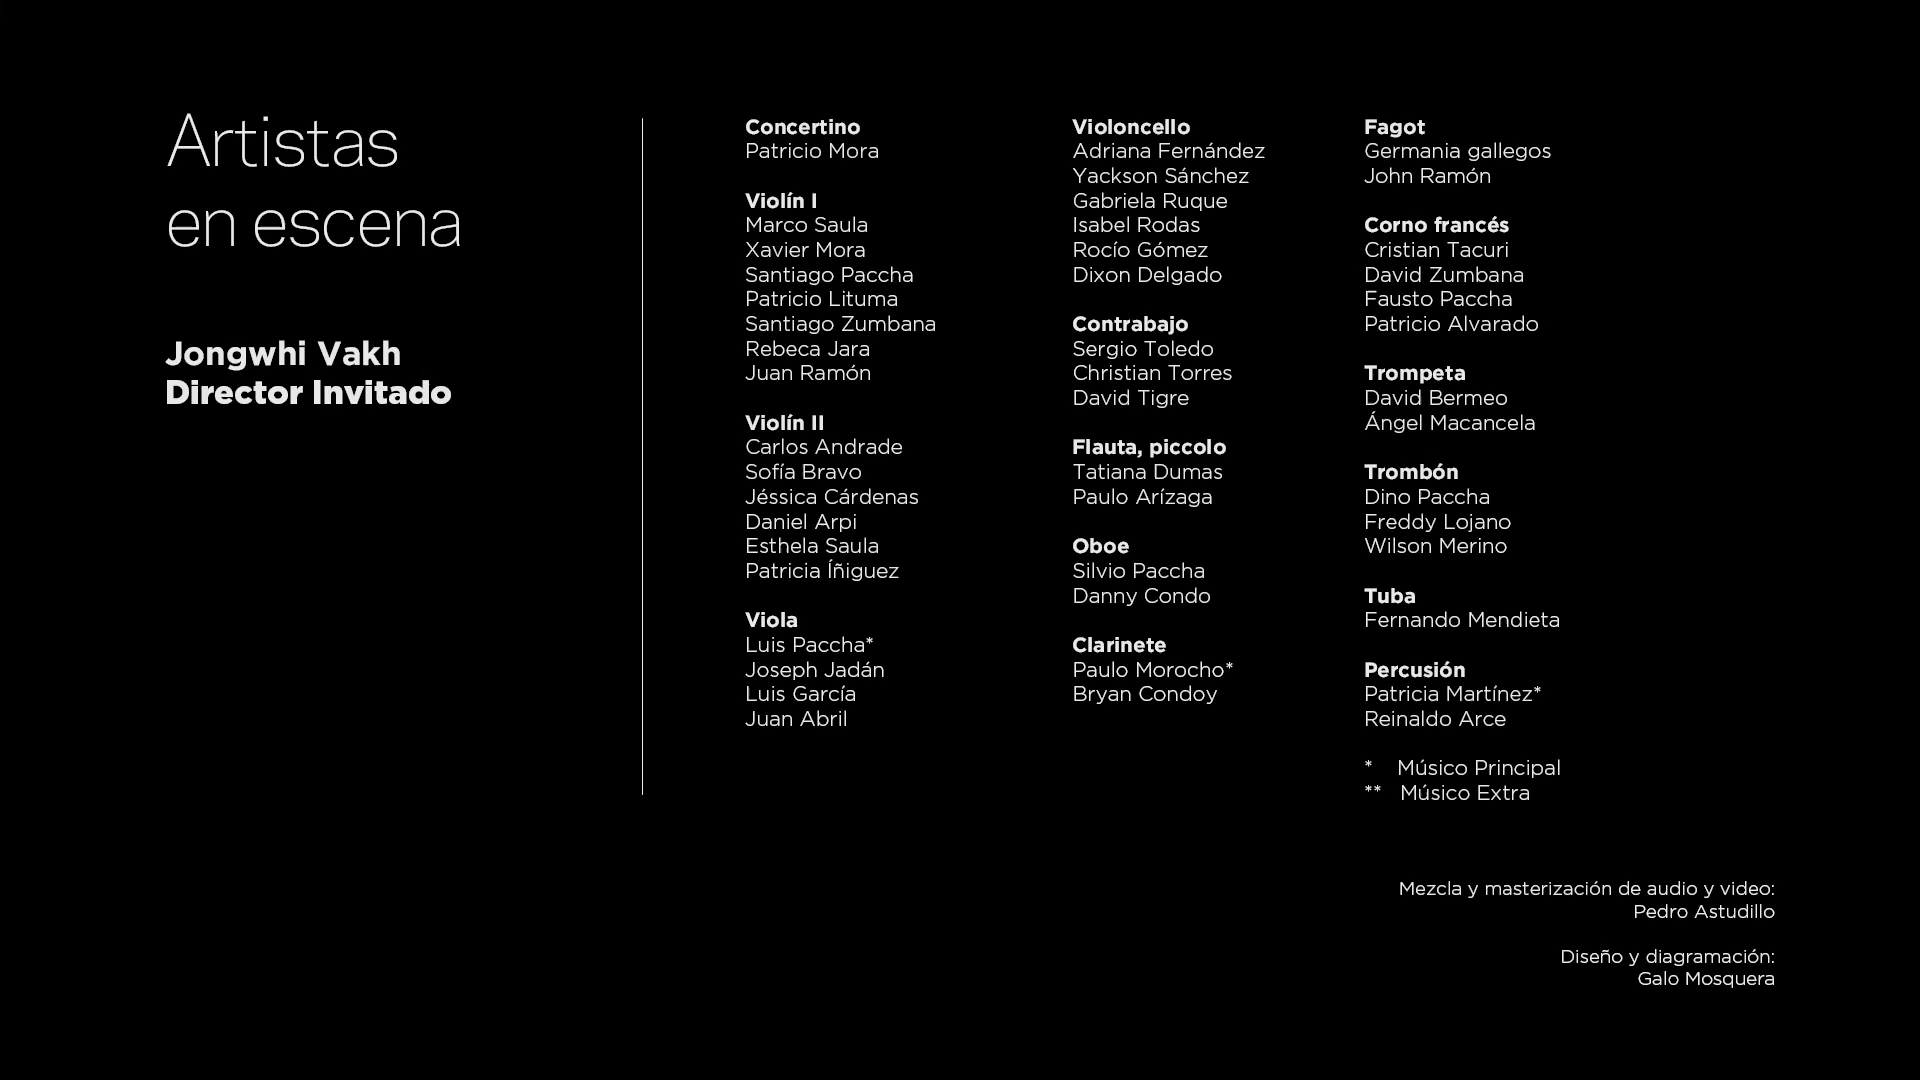 Artistas
en escena
Jongwhi Vakh
Director Invitado
Concertino
Patricio Mora
Violín I
Marco Saula
Xavier Mora
Santiago Paccha
Patricio Lituma
Santiago Zumbana
Rebeca Jara
Juan Ramón
Violín II
Carlos Andrade
Sofía Bravo
Jéssica Cárdenas
Daniel Arpi
Esthela Saula
Patricia Íñiguez
Viola
Luis Paccha*
Joseph Jadán
Luis García
Juan Abril
Violoncello
Adriana Fernández
Yackson Sánchez
Gabriela Ruque
Isabel Rodas
Rocío Gómez
Dixon Delgado
Contrabajo
Sergio Toledo
Christian Torres
David Tigre
Flauta, piccolo
Tatiana Dumas
Paulo Arízaga
Oboe
Silvio Paccha
Danny Condo
Clarinete
Paulo Morocho*
Bryan Condoy
Fagot
Germania gallegos
John Ramón
Corno francés
Cristian Tacuri
David Zumbana
Fausto Paccha
Patricio Alvarado
Trompeta
David Bermeo
Ángel Macancela
Trombón
Dino Paccha
Freddy Lojano
Wilson Merino
Tuba
Fernando Mendieta
Percusión
Patricia Martínez*
Reinaldo Arce
* Músico Principal
** Músico Extra
Mezcla y masterización de audio y video:
Pedro Astudillo
Diseño y diagramación:
Galo Mosquera